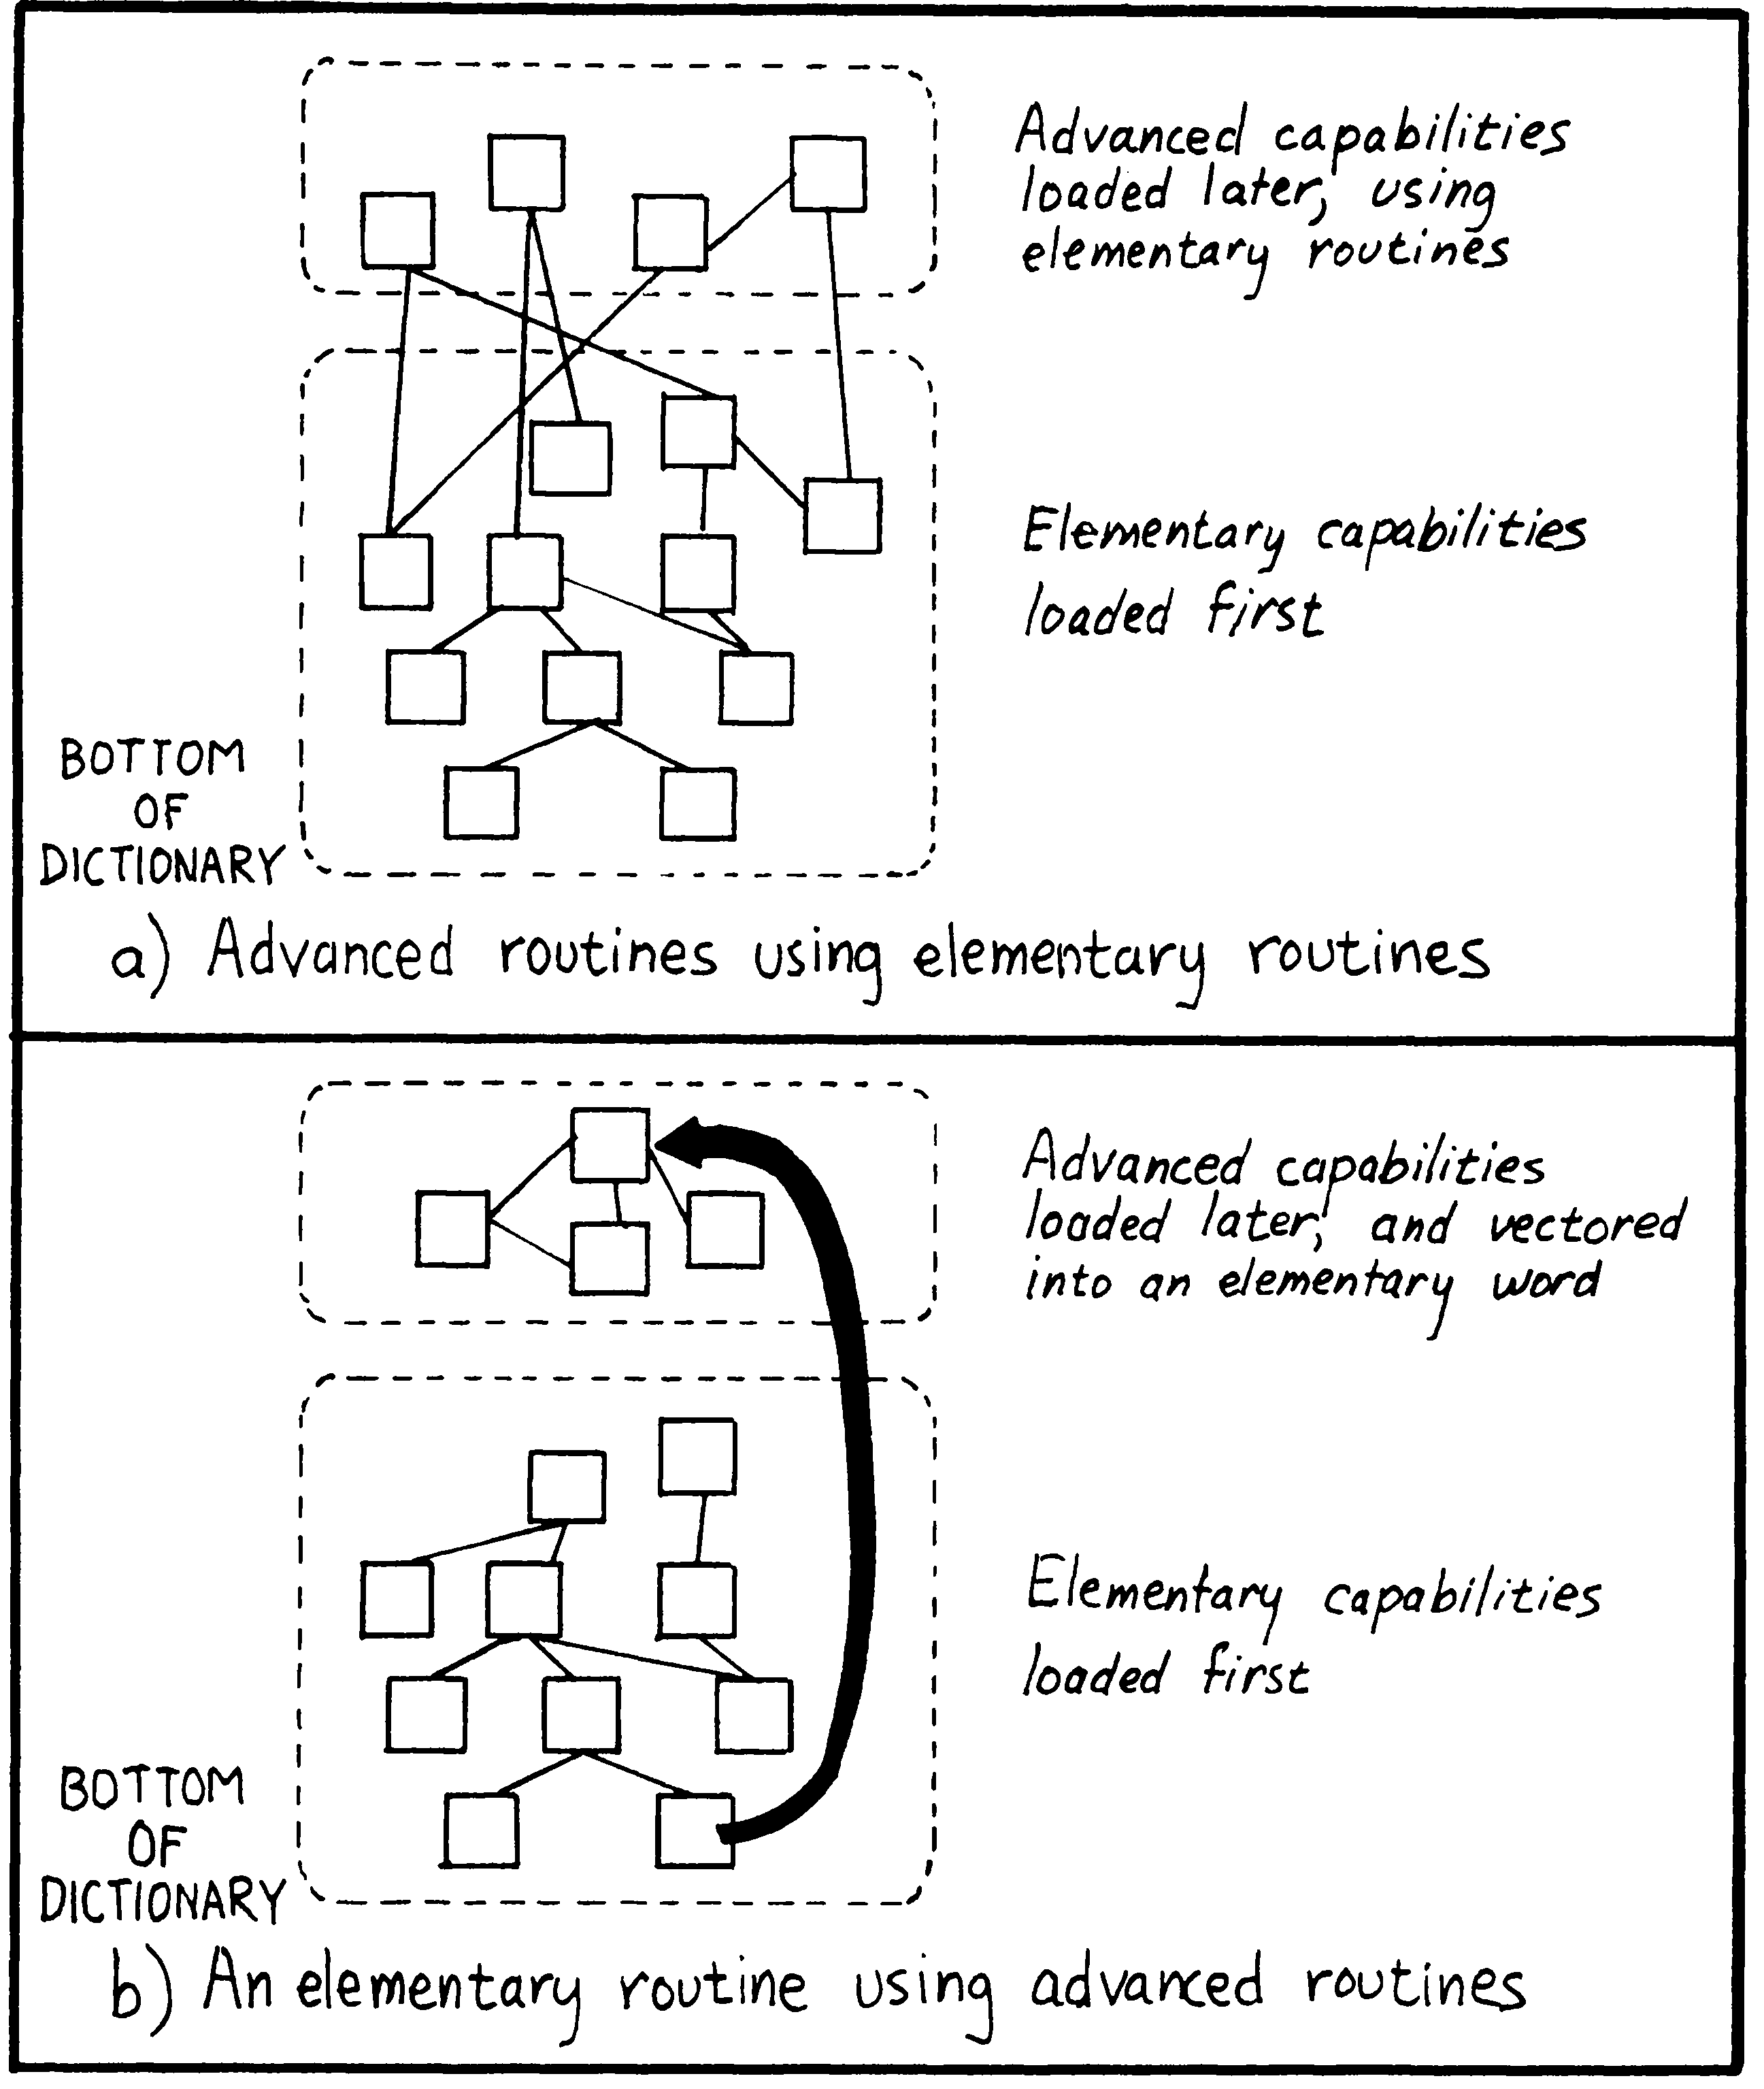 Advanced capabilities
loaded later, using
elementary routines
Elementary capabilities
loaded first
BOTTOM
OF
DICTIONARY
a) Advanced routines using elementary routines
Advanced capabilities
loaded later, and vectored
into an elementary word
Elementary capabilities
loaded first
BOTTOM
OF
DICTIONARY
b) An elementary routine using advanced routines